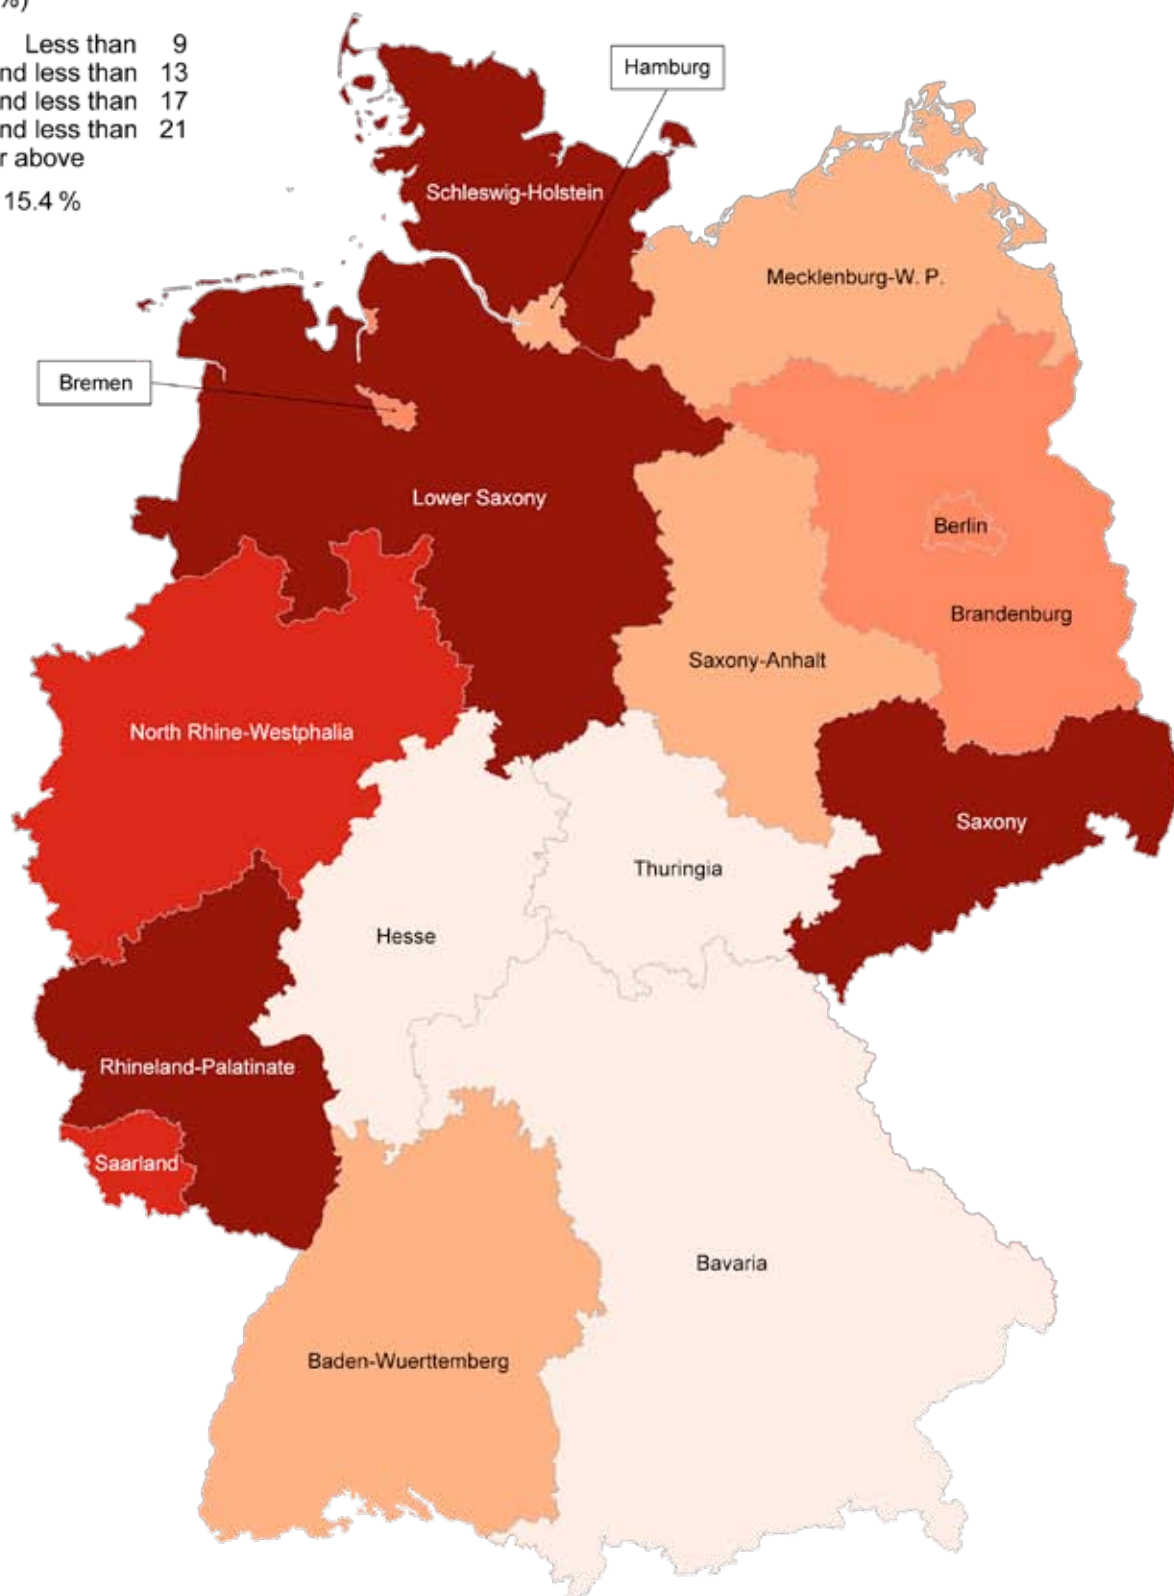 %)
Less than 9
nd less than 13
nd less than 17
nd less than 21
r above
15.4 %
Hamburg
Schleswig-Holstein
Mecklenburg-W. P.
Bremen
Lower Saxony
Berlin
Brandenburg
Saxony-Anhalt
North Rhine-Westphalia
Saxony
Thuringia
Hesse
Rhineland-Palatinate
Saarland
Bavaria
Baden-Wuerttemberg